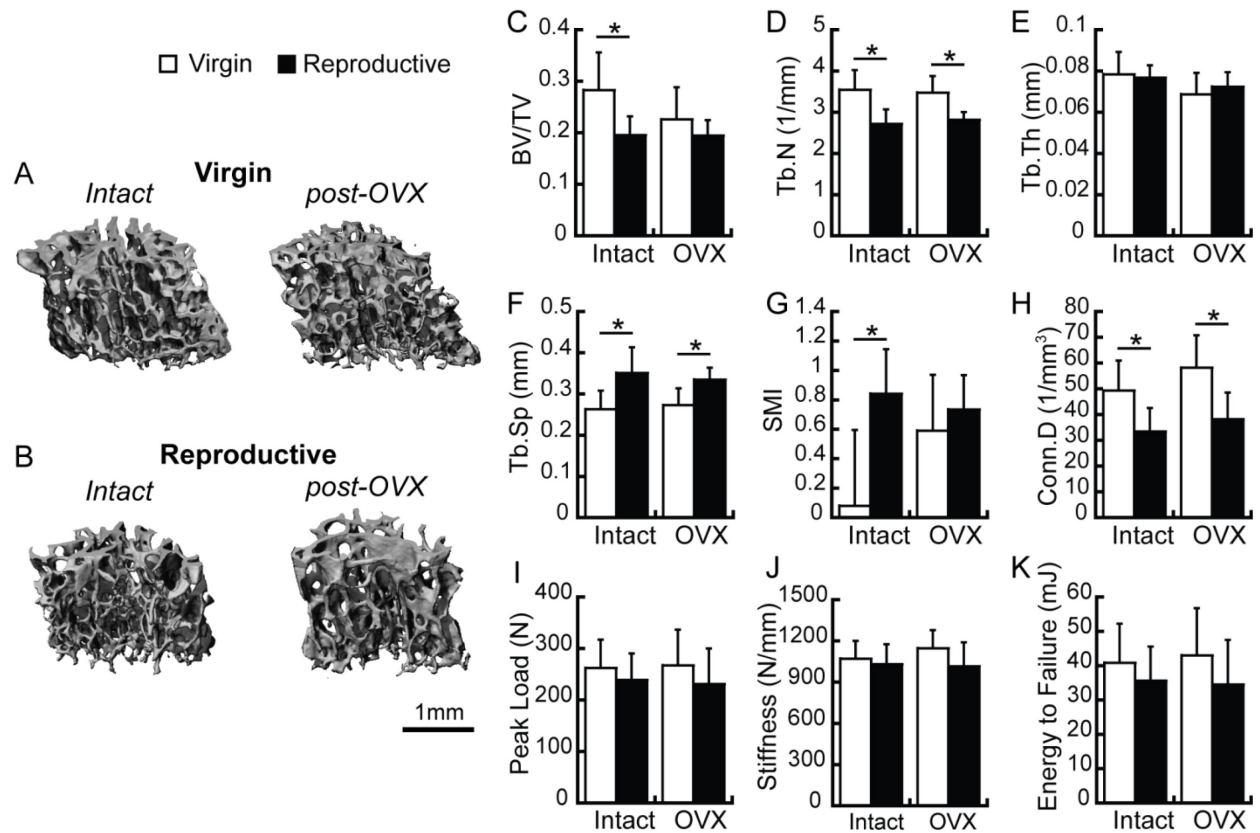 Virgin Reproductive
A Virgin
Intact post-OVX
B Reproductive
Intact post-OVX
1mm
C
BV/TV
0.4
0.3
0.2
0.1
0
*
Intact OVX
D
Tb.N (1/mm)
5
4
3
2
1
0
* *
Intact OVX
E
Tb.Th (mm)
0.1
0.08
0.06
0.04
0.02
0
Intact OVX
F
Tb.Sp (mm)
0.5
0.4
0.3
0.2
0.1
0
* *
Intact OVX
G
SMI
1.4
1.2
1
0.8
0.6
0.4
0.2
0
*
Intact OVX
H
Conn.D (1/mm³)
80
70
60
50
40
30
20
10
0
* *
Intact OVX
I
Peak Load (N)
400
300
200
100
0
Intact OVX
J
Stiffness (N/mm)
1500
1200
900
600
300
0
Intact OVX
K
Energy to Failure (mJ)
60
50
40
30
20
10
0
Intact OVX